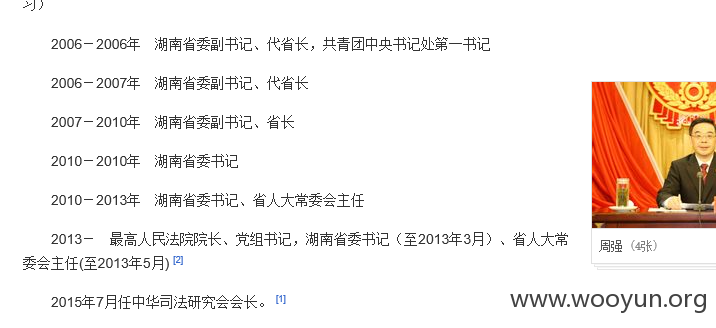 习）
2006－2006年 湖南省委副书记、代省长，共青团中央书记处第一书记
2006－2007年 湖南省委副书记、代省长
2007－2010年 湖南省委副书记、省长
2010－2010年 湖南省委书记
2010－2013年 湖南省委书记、省人大常委会主任
2013－ 最高人民法院院长、党组书记，湖南省委书记（至2013年3月）、省人大常
委会主任(至2013年5月) [2]
2015年7月任中华司法研究会会长。 [1]
周强（4张）
www.wooyun.org